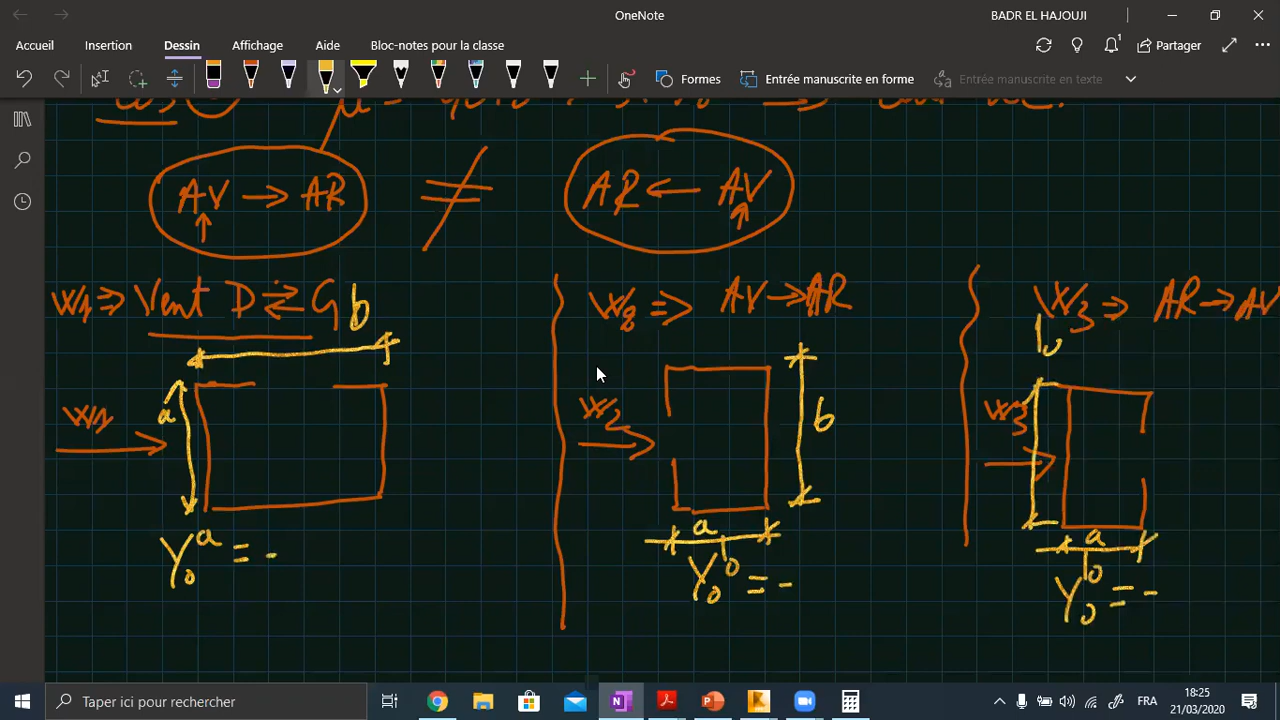 OneNote
BADR EL HAJOUJI
Accueil Insertion Dessin Affichage Aide Bloc-notes pour la classe
Partager
Formes Entrée manuscrite en forme Entrée manuscrite en texte
AV → AR ≠ AR ← AV
W1 ⇒ Vent D ⇄ G
b
W2 ⇒ AV → AR
W3 ⇒ AR → AV
b
W1 a
W2 b
W3
a
a
Y₀ᵃ = -
Y₀ᵇ = -
Y₀ᵇ = -
Taper ici pour rechercher
FRA
18:25
21/03/2020